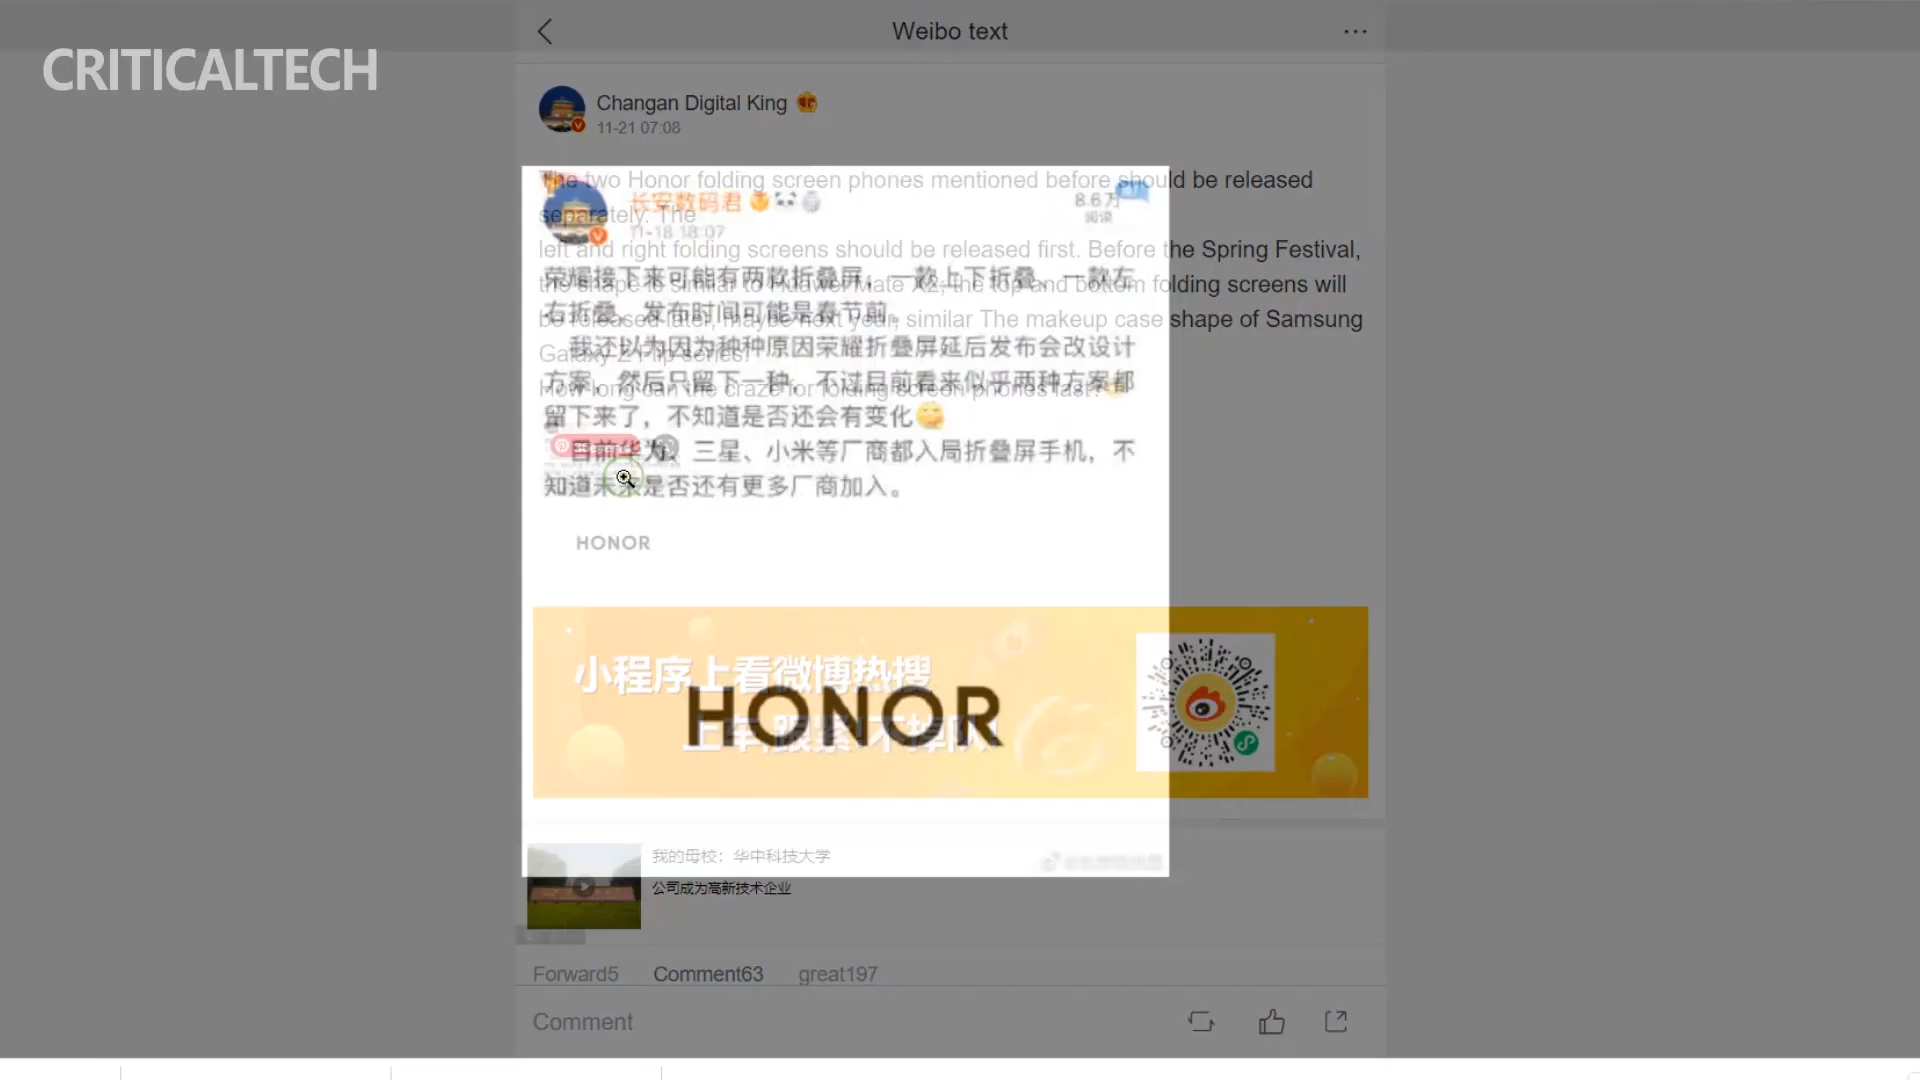 CRITICALTECH
Weibo text
Changan Digital King
11-21 07:08
The two Honor folding screen phones mentioned before should be released
separately. The
left and right folding screens should be released first. Before the Spring Festival,
the shape is similar to Huawei Mate X2; the top and bottom folding screens will
be released later, maybe next year, similar The makeup case shape of Samsung
Galaxy Z Flip series!
How long can the craze for folding screen phones last?
长安数码君
8.6万
阅读
11-18 18:07
荣耀接下来可能有两款折叠屏，一款上下折叠、一款左
右折叠，发布时间可能是春节前。
我还以为因为种种原因荣耀折叠屏延后发布会改设计
方案，然后只留下一种，不过目前看来似乎两种方案都
留下来了，不知道是否还会有变化
目前华为、三星、小米等厂商都入局折叠屏手机，不
知道未来是否还有更多厂商加入。
HONOR
小程序上看微博热搜
HONOR
我的母校：华中科技大学
公司成为高新技术企业
Forward5 Comment63 great197
Comment